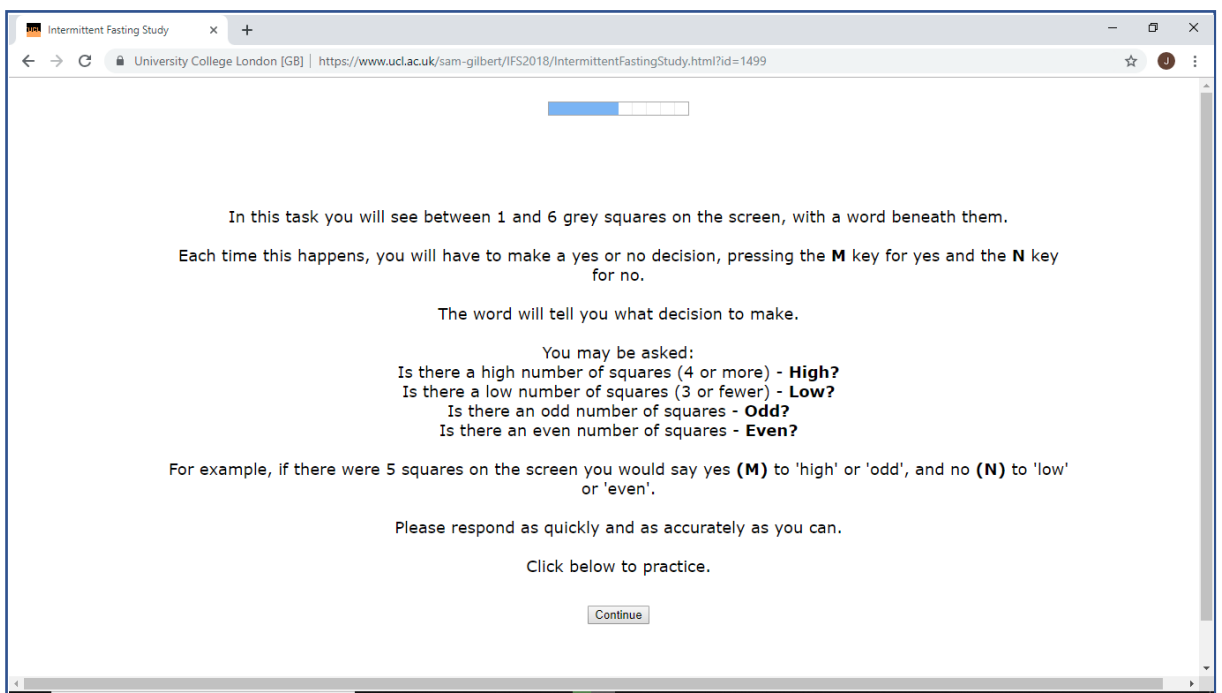 Intermittent Fasting Study
University College London [GB] | https://www.ucl.ac.uk/sam-gilbert/IFS2018/IntermittentFastingStudy.html?id=1499
J
In this task you will see between 1 and 6 grey squares on the screen, with a word beneath them.
Each time this happens, you will have to make a yes or no decision, pressing the M key for yes and the N key
for no.
The word will tell you what decision to make.
You may be asked:
Is there a high number of squares (4 or more) - High?
Is there a low number of squares (3 or fewer) - Low?
Is there an odd number of squares - Odd?
Is there an even number of squares - Even?
For example, if there were 5 squares on the screen you would say yes (M) to 'high' or 'odd', and no (N) to 'low'
or 'even'.
Please respond as quickly and as accurately as you can.
Click below to practice.
Continue